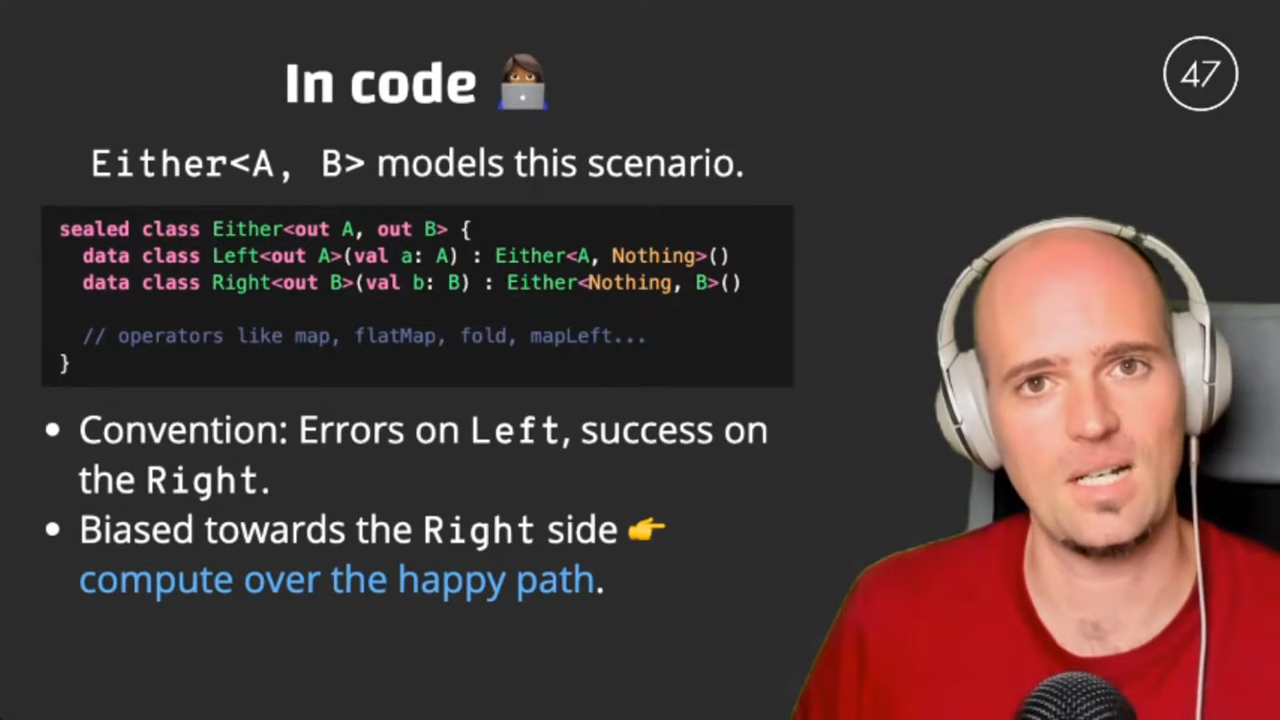 In code 👩🏾‍💻
47
Either<A, B> models this scenario.
sealed class Either<out A, out B> {
  data class Left<out A>(val a: A) : Either<A, Nothing>()
  data class Right<out B>(val b: B) : Either<Nothing, B>()
  // operators like map, flatMap, fold, mapLeft...
}
• Convention: Errors on Left, success on
the Right.
• Biased towards the Right side 👉
compute over the happy path.